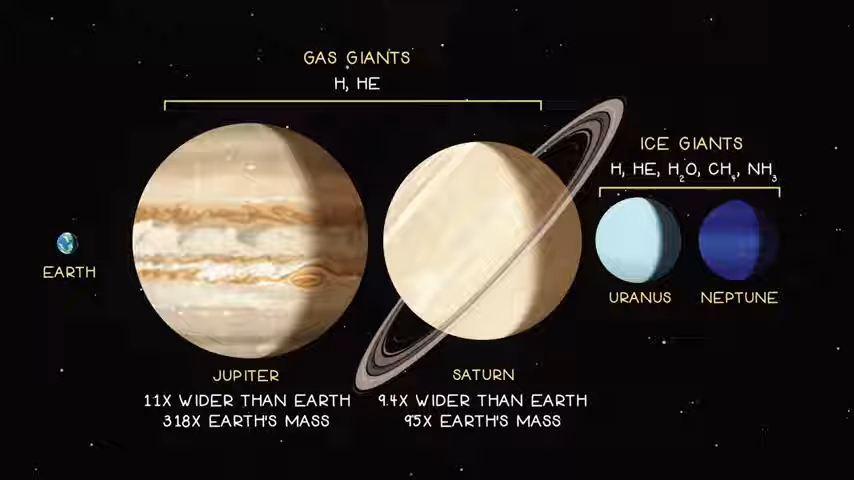 GAS GIANTS
H, HE
ICE GIANTS
H, HE, H₂O, CH₄, NH₃
EARTH
URANUS
NEPTUNE
JUPITER
11X WIDER THAN EARTH
318X EARTH'S MASS
SATURN
9.4X WIDER THAN EARTH
95X EARTH'S MASS